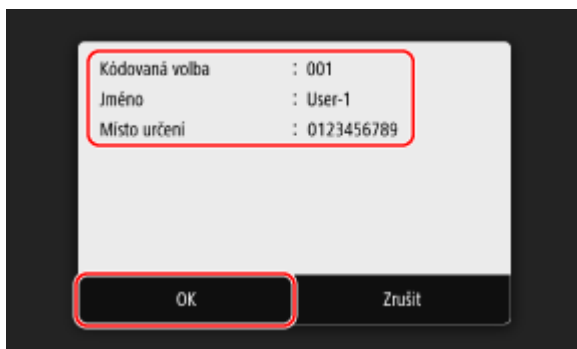 Kódovaná volba : 001
Jméno : User-1
Místo určení : 0123456789
OK Zrušit